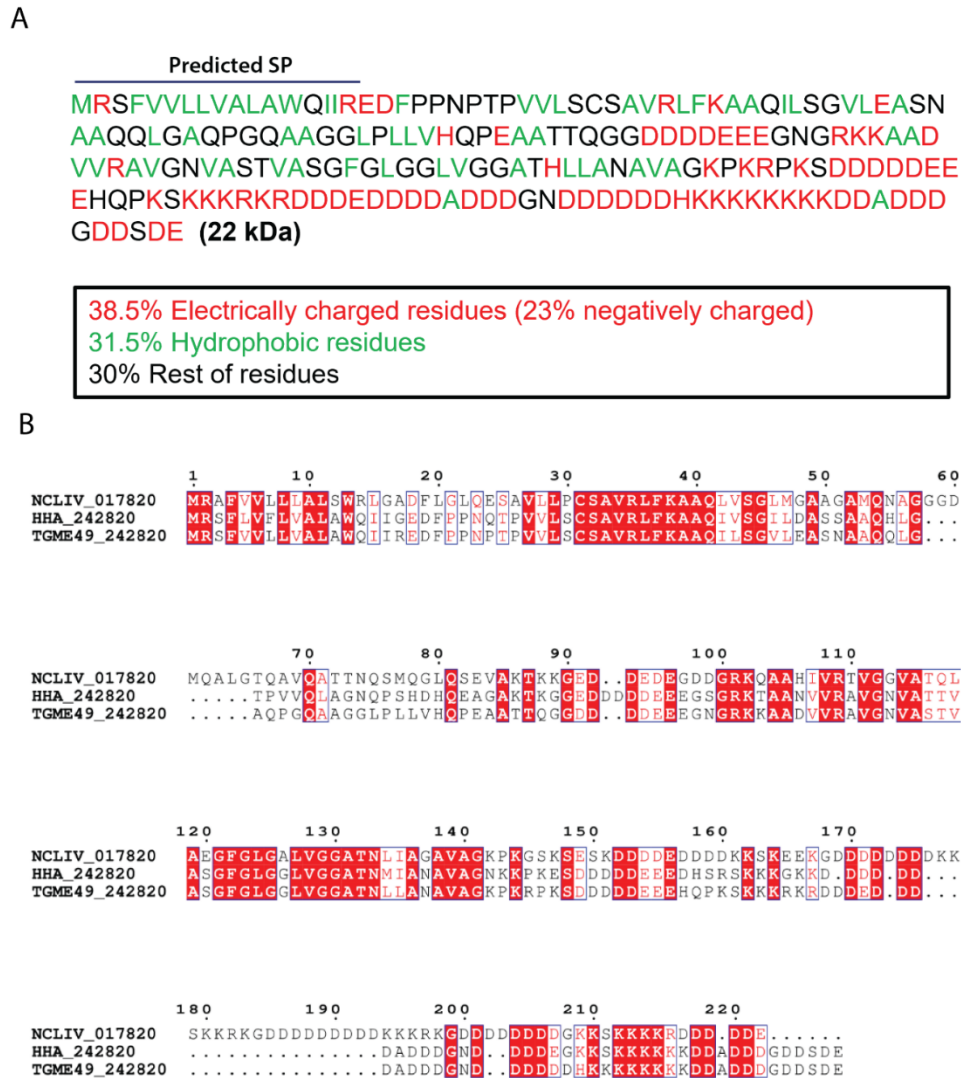 A
Predicted SP
MRSFVVLLVALAWQIIREDFPPNPTPVVLSCSAVRLFKAAQILSGVLEASN
AAQQLGAQPGQAAGGLPLLVHQPEAATTQGGDDDDEEEGNGRKKAAD
VVRAVGNVASTVASGFGLGGLVGGATHLLANAVAGKPKRPKSDDDDDEE
EHQPKSKKKRKRDDDEDDDDADDDGNDDDDDDHKKKKKKKKDDADDD
GDDSDE (22 kDa)
38.5% Electrically charged residues (23% negatively charged)
31.5% Hydrophobic residues
30% Rest of residues
B
1 10 20 30 40 50 60
NCLIV_017820 MRAFVVLLLALSWRLGADFLGLQESAVLLPCSAVRLFKAAQLVSGLMGAAGAMQNAGGGD
HHA_242820 MRSFLVFLVALAWQIIGEDFPPNQTPVVLSCSAVRLFKAAQIVSGILDASSAAQHLG...
TGME49_242820 MRSFVVLLVALAWQIIREDFPPNPTPVVLSCSAVRLFKAAQILSGVLEASNAAQQLG...
70 80 90 100 110
NCLIV_017820 MQALGTQAVQATTNQSMQGLQSEVAKTKKGED..DEDEGDDGRKQAAHIVRTVGGVATQL
HHA_242820 .....TPVVQLAGNQPSHDHQEAGAKTKGGEDDDDDEEEGSGRKTAADVVRAVGNVATTV
TGME49_242820 .....AQPGQAAGGLPLLVHQPEAATTQGGDD..DDEEEGNGRKKAADVVRAVGNVASTV
120 130 140 150 160 170
NCLIV_017820 AEGFGLGALVGGATNLIAGAVAGKPKGSKSESKDDDDEDDDDKKSKEEKGDDDDDDDDKK
HHA_242820 ASGFGLGGLVGGATNMIANAVAGNKKPKESDDDDDEEDHSRSKKKGKKD.DDED.DD...
TGME49_242820 ASGFGLGGLVGGATNLLANAVAGKPKRPKSDDDDDEEEHQPKSKKKRKRDDDED.DD...
180 190 200 210 220
NCLIV_017820 SKKRKGDDDDDDDDDDKKKRKGDDDDDDDDGKKSKKKKRDDD.DDE......
HHA_242820 ...............DADDDGND..DDDDEGKKSKKKKKKDDADDDGDDSDE
TGME49_242820 ...............DADDDGND..DDDDDHKKKKKKKKDDADDDGDDSDE